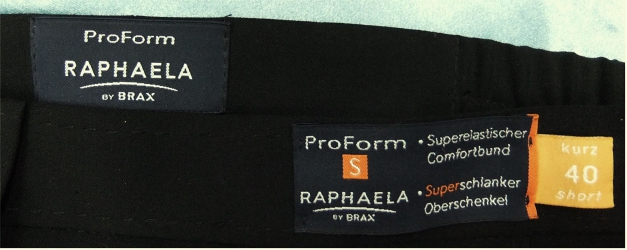 ProForm
RAPHAELA
BY BRAX
ProForm
S
RAPHAELA
BY BRAX
• Superelastischer
Comfortbund
• Superschlanker
Oberschenkel
kurz
40
short